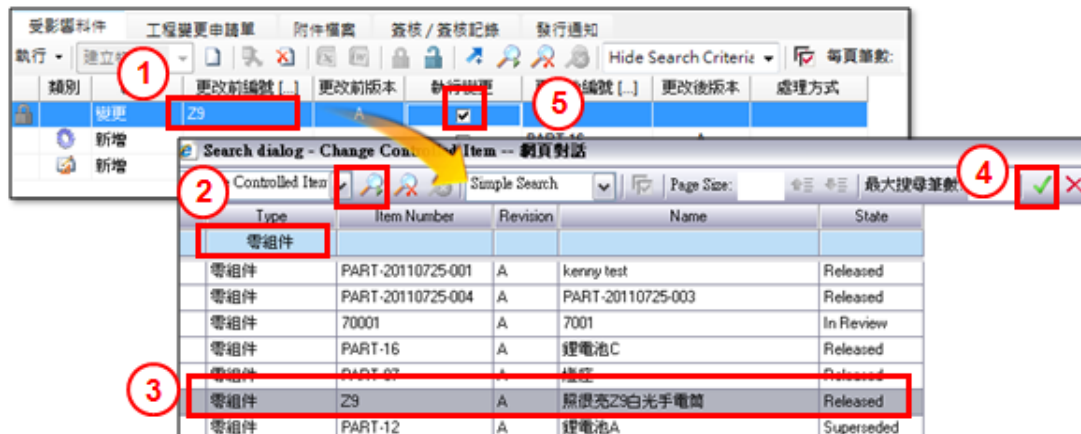 受影響料件 工程變更申請單 附件檔案 簽核/簽核記錄 發行通知
執行 建立 Hide Search Criteria 每頁筆數:
1
類別 更改前編號 [...] 更改前版本 執行變更 編號 [...] 更改後版本 處理方式
5
變更 Z9 A
新增 PART-16 A
新增
Search dialog - Change Controlled Item -- 網頁對話
2 Controlled Iten Simple Search Page Size: 最大搜尋筆數 4
Type Item Number Revision Name State
零組件
零組件 PART-20110725-001 A kenny test Released
零組件 PART-20110725-004 A PART-20110725-003 Released
零組件 70001 A 7001 In Review
零組件 PART-16 A 鋰電池C Released
零組件 PART-07 A 燈座 Released
3
零組件 Z9 A 照很亮Z9白光手電筒 Released
零組件 PART-12 A 鋰電池A Superseded